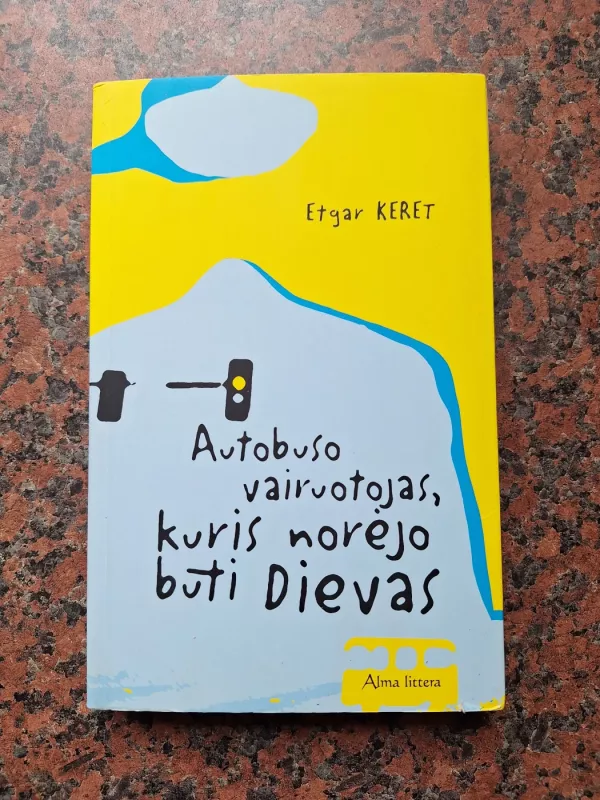 Etgar KERET
Autobuso
vairuotojas,
kuris norėjo
būti Dievas
Alma littera